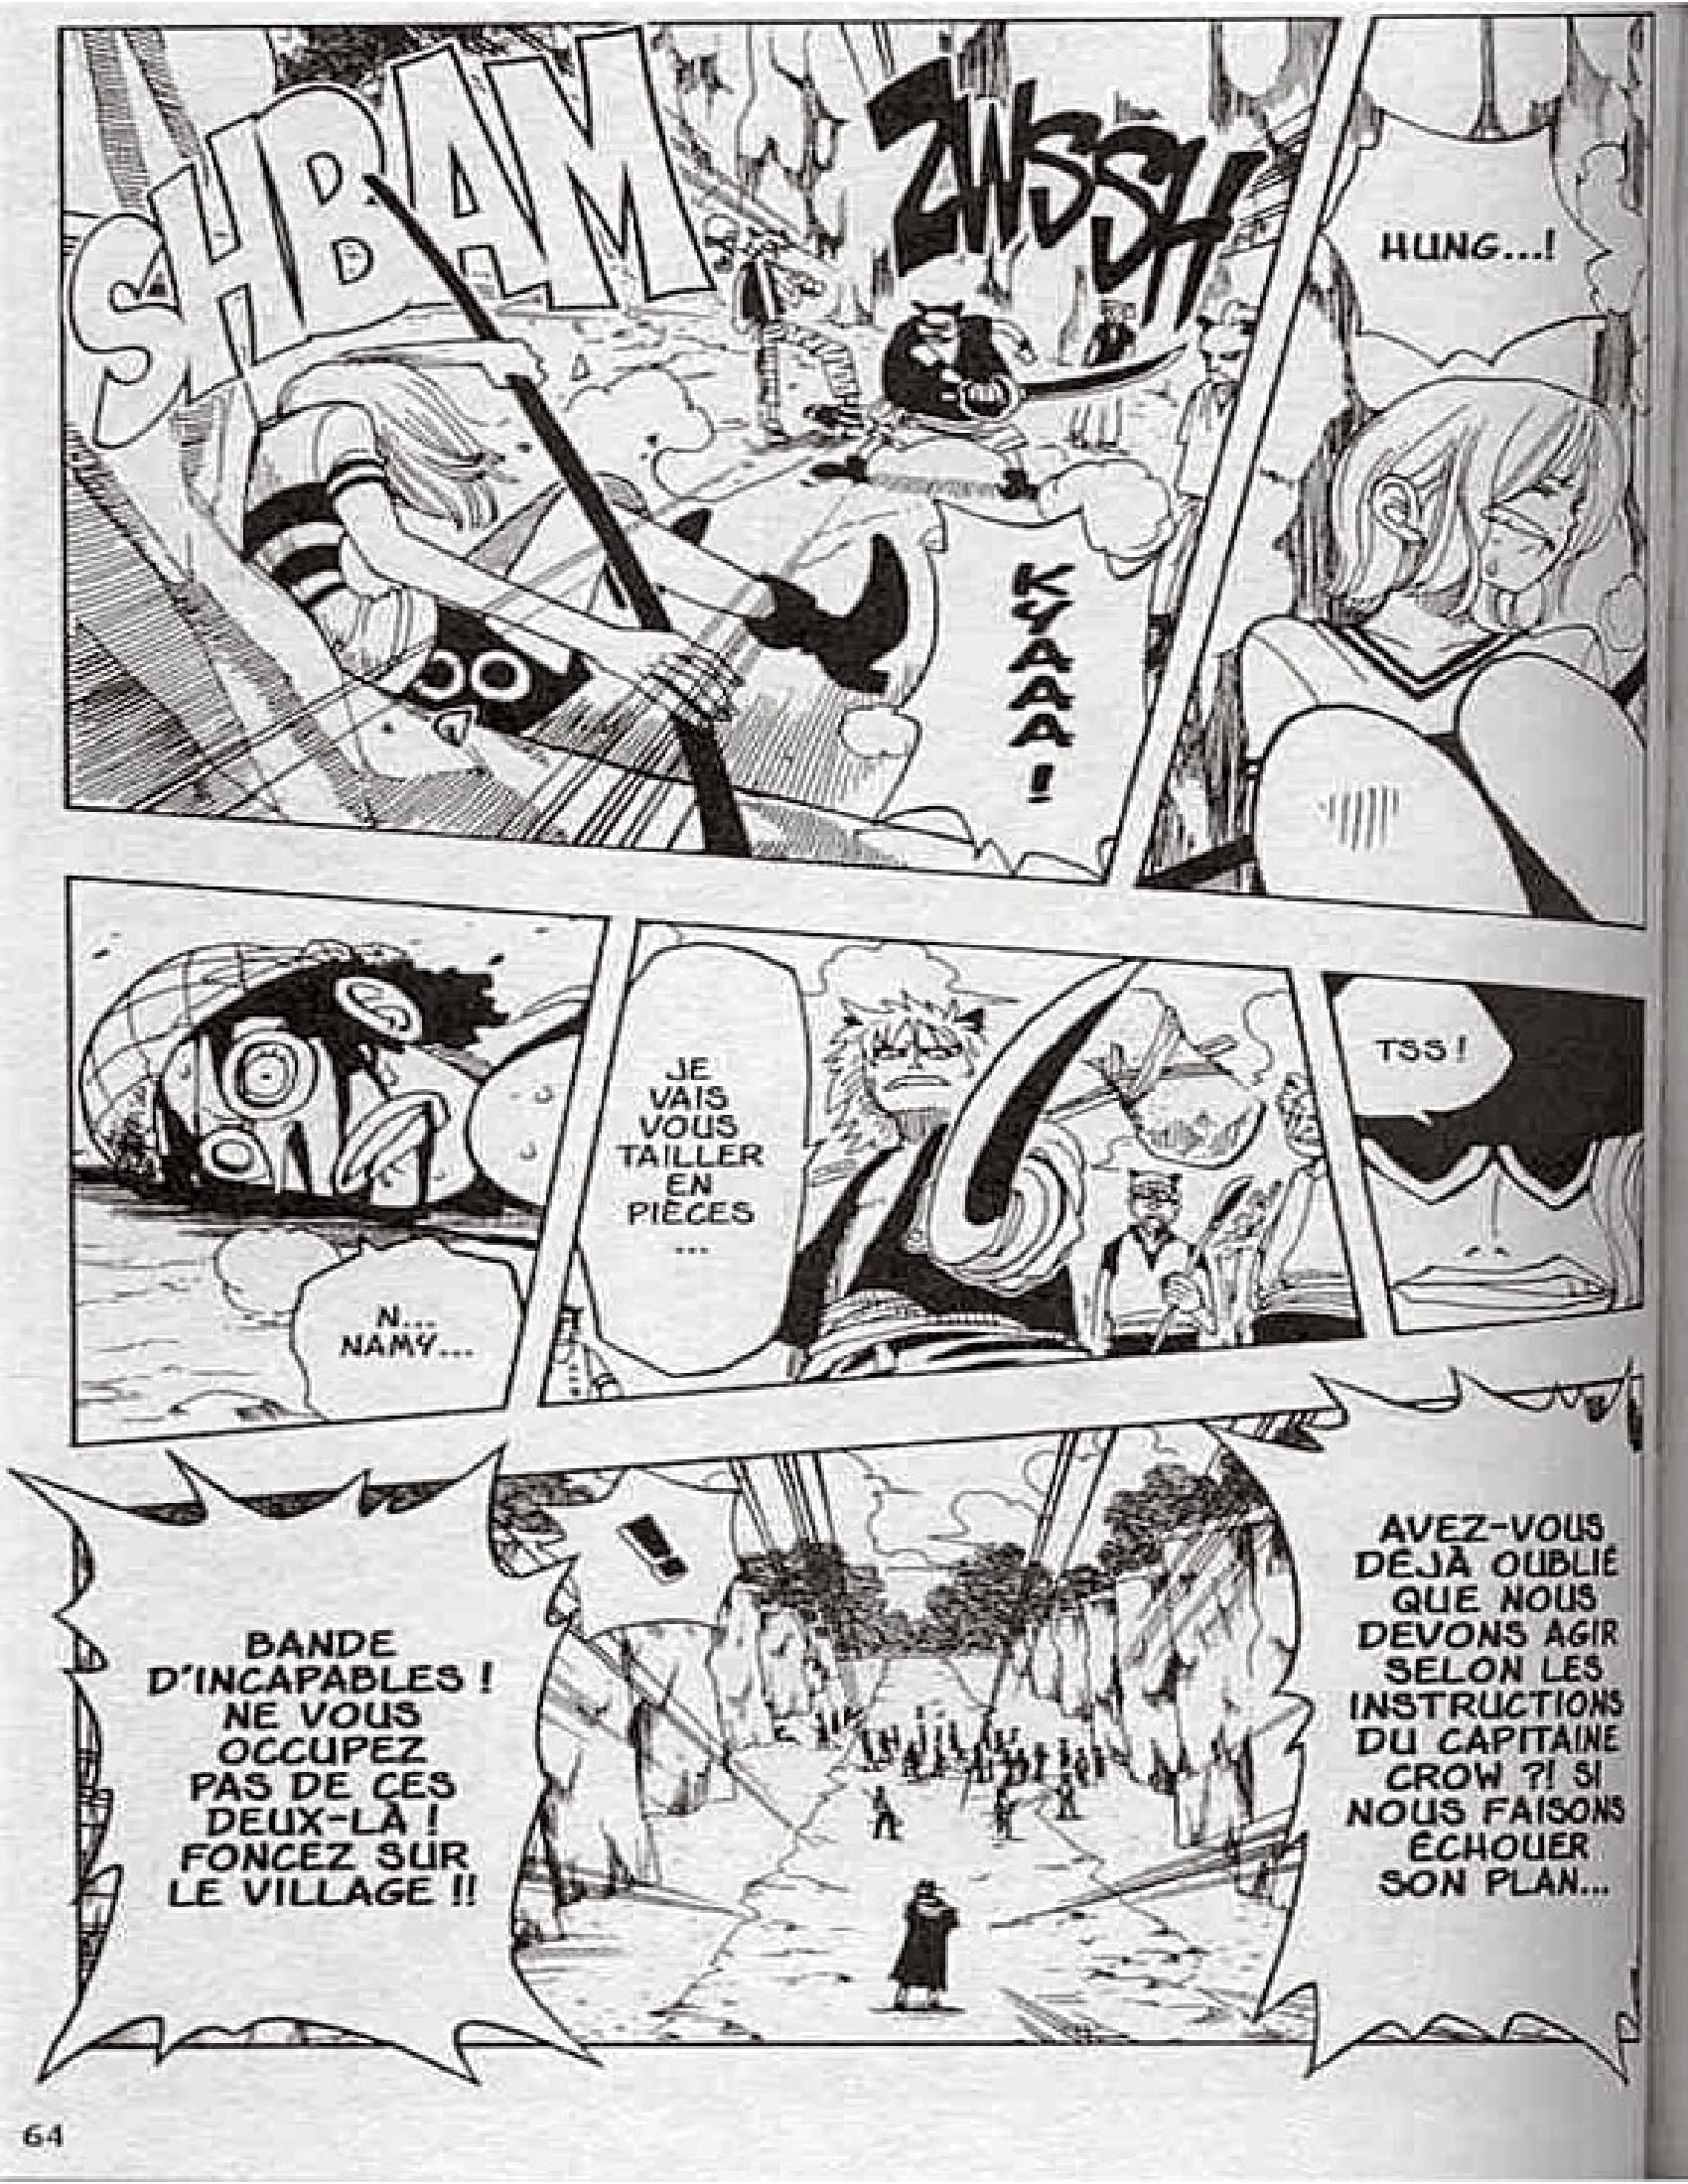 HUNG...!
ZWSSH
SHBAM
KYAAA!
TSS!
JE
VAIS
VOUS
TAILLER
EN
PIÈCES
...
N...
NAMY...
AVEZ-VOUS
DÉJÀ OUBLIÉ
QUE NOUS
DEVONS AGIR
SELON LES
INSTRUCTIONS
DU CAPITAINE
CROW ?! SI
NOUS FAISONS
ÉCHOUER
SON PLAN...
!!
BANDE
D'INCAPABLES !
NE VOUS
OCCUPEZ
PAS DE CES
DEUX-LÀ !
FONCEZ SUR
LE VILLAGE !!
64